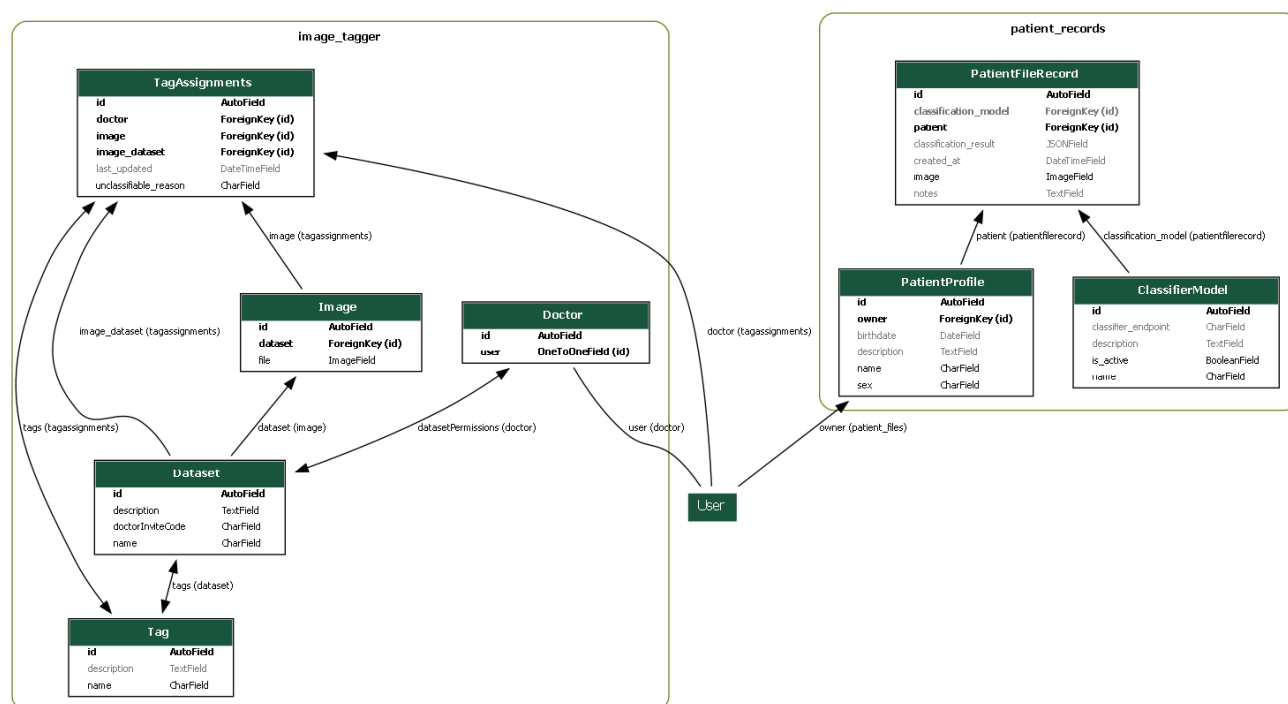 image_tagger
TagAssignments
id AutoField
doctor ForeignKey (id)
image ForeignKey (id)
image_dataset ForeignKey (id)
last_updated DateTimeField
unclassifiable_reason CharField
image (tagassignments)
Image
id AutoField
dataset ForeignKey (id)
file ImageField
Doctor
id AutoField
user OneToOneField (id)
image_dataset (tagassignments)
doctor (tagassignments)
tags (tagassignments)
dataset (image)
datasetPermissions (doctor)
user (doctor)
Dataset
id AutoField
description TextField
doctorInviteCode CharField
name CharField
tags (dataset)
Tag
id AutoField
description TextField
name CharField
User
patient_records
PatientFileRecord
id AutoField
classification_model ForeignKey (id)
patient ForeignKey (id)
classification_result JSONField
created_at DateTimeField
image ImageField
notes TextField
patient (patientfilerecord)
classification_model (patientfilerecord)
PatientProfile
id AutoField
owner ForeignKey (id)
birthdate DateField
description TextField
name CharField
sex CharField
ClassifierModel
id AutoField
classifier_endpoint CharField
description TextField
is_active BooleanField
name CharField
owner (patient_files)